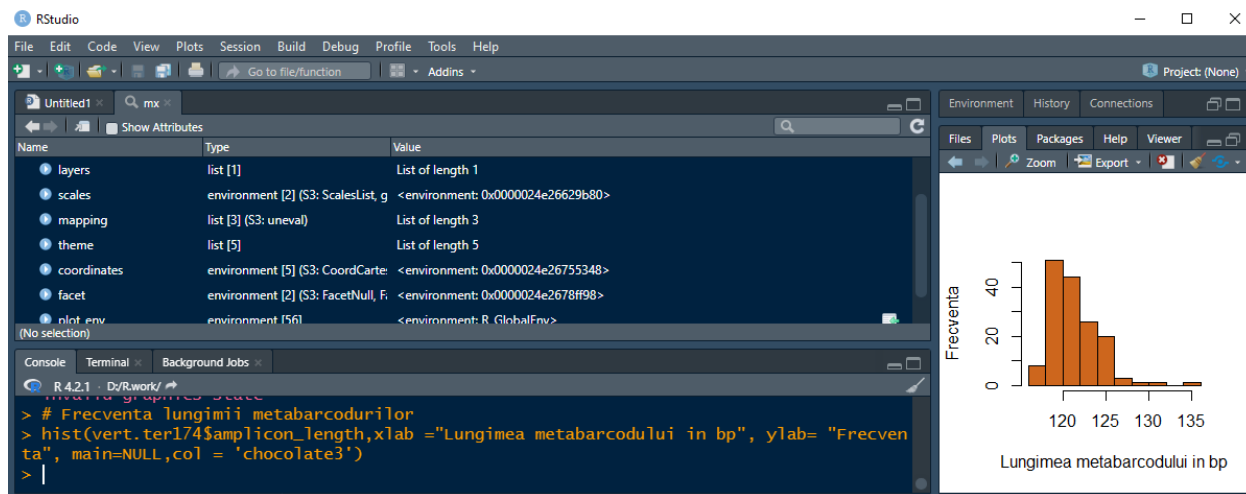 RStudio
File Edit Code View Plots Session Build Debug Profile Tools Help
Go to file/function Addins Project: (None)
Untitled1 mx
Show Attributes
Name Type Value
layers list [1] List of length 1
scales environment [2] (S3: ScalesList, g <environment: 0x0000024e26629b80>
mapping list [3] (S3: uneval) List of length 3
theme list [5] List of length 5
coordinates environment [5] (S3: CoordCarte: <environment: 0x0000024e26755348>
facet environment [2] (S3: FacetNull, F <environment: 0x0000024e2678ff98>
plot_env environment [56] <environment: R_GlobalEnv>
(No selection)
Console Terminal Background Jobs
R 4.2.1 · D:/R.work/
invalid graphics state
> # Frecventa lungimii metabarcodurilor
> hist(vert.ter174$amplicon_length,xlab ="Lungimea metabarcodului in bp", ylab= "Frecven
ta", main=NULL,col = 'chocolate3')
>
Environment History Connections
Files Plots Packages Help Viewer
Zoom Export
Frecventa
40
20
0
120 125 130 135
Lungimea metabarcodului in bp